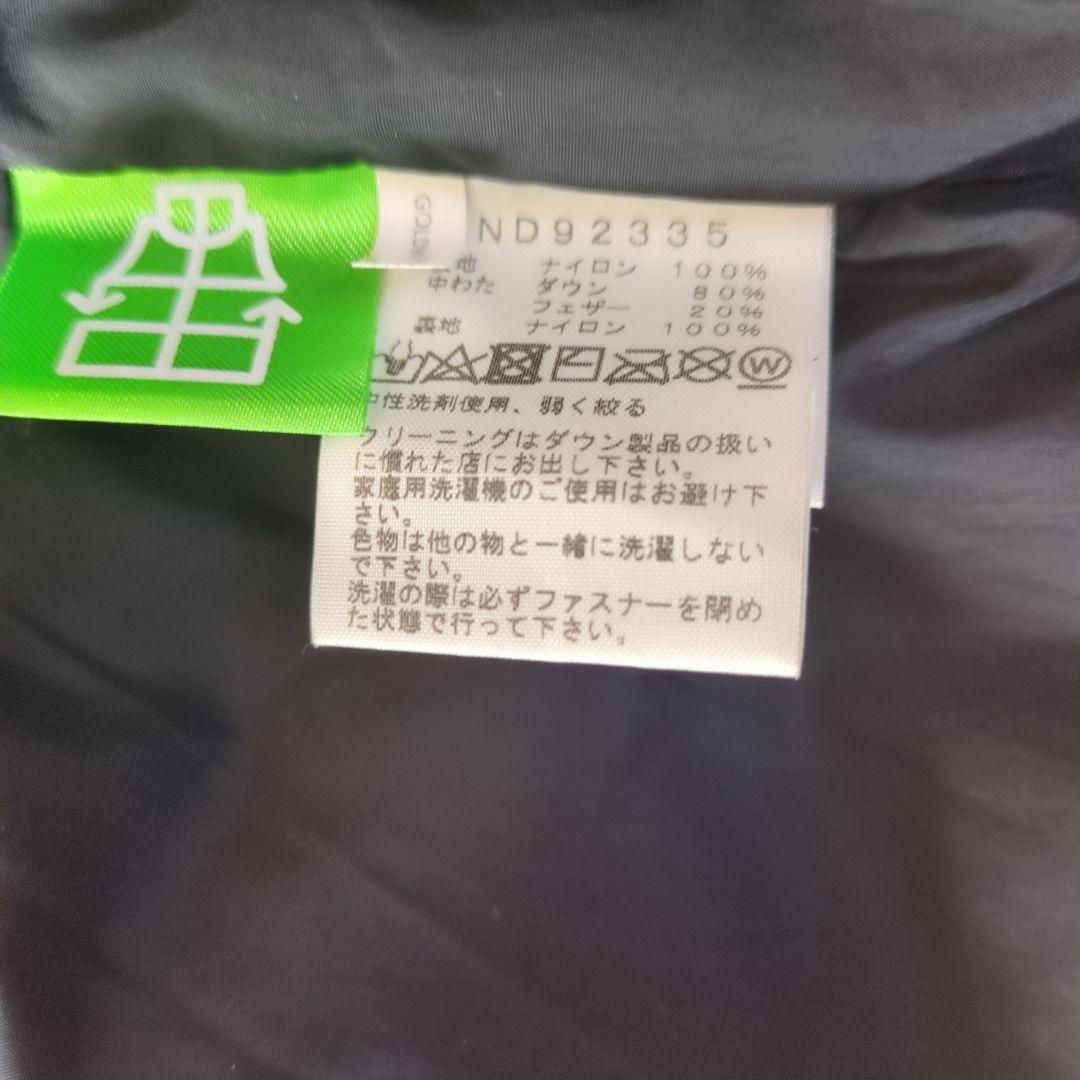 GOLD
ND92335
表地 ナイロン 100%
中わた ダウン 80%
フェザー 20%
裏地 ナイロン 100%
W
中性洗剤使用、弱く絞る
クリーニングはダウン製品の扱い
に慣れた店にお出し下さい。
家庭用洗濯機のご使用はお避け下
さい。
色物は他の物と一緒に洗濯しない
で下さい。
洗濯の際は必ずファスナーを閉め
た状態で行って下さい。